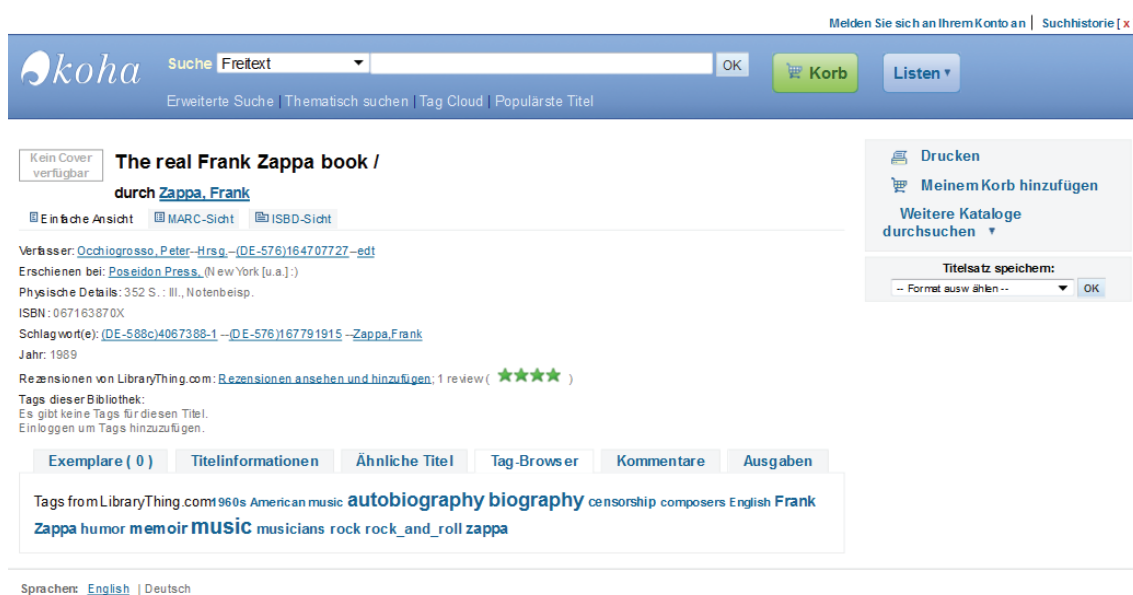 Melden Sie sich an Ihrem Konto an | Suchhistorie [ x
koha
Suche Freitext OK
Korb
Listen
Erweiterte Suche | Thematisch suchen | Tag Cloud | Populärste Titel
Kein Cover verfügbar
The real Frank Zappa book /
durch Zappa, Frank
Einfache Ansicht MARC-Sicht ISBD-Sicht
Verfasser: Occhiogrosso, Peter--Hrsg.--(DE-576)164707727--edt
Erschienen bei: Poseidon Press, (New York [u.a.] :)
Physische Details: 352 S. : Ill., Notenbeisp.
ISBN: 067163870X
Schlagwort(e): (DE-588c)4067388-1 --(DE-576)167791915 --Zappa,Frank
Jahr: 1989
Rezensionen von LibraryThing.com: Rezensionen ansehen und hinzufügen; 1 review ( )
Tags dieser Bibliothek:
Es gibt keine Tags für diesen Titel.
Einloggen um Tags hinzuzufügen.
Drucken
Meinem Korb hinzufügen
Weitere Kataloge
durchsuchen
Titelsatz speichern:
-- Format auswählen -- OK
Exemplare ( 0 ) Titelinformationen Ähnliche Titel Tag-Browser Kommentare Ausgaben
Tags from LibraryThing.com1960s American music autobiography biography censorship composers English Frank
Zappa humor memoir music musicians rock rock_and_roll zappa
Sprachen: English | Deutsch